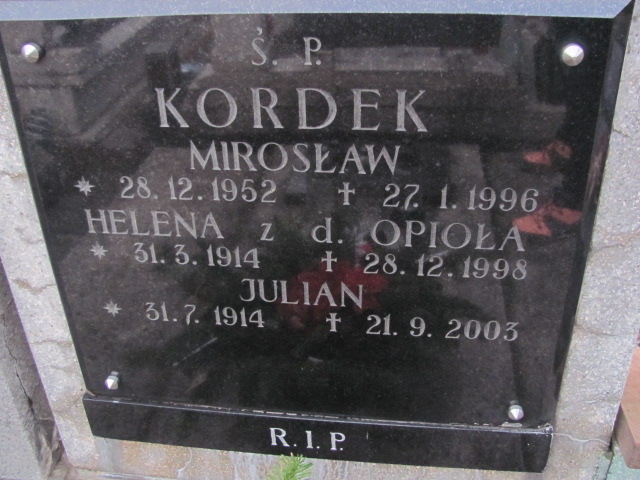 Ś. P.
KORDEK
MIROSŁAW
* 28.12.1952 † 27.1.1996
HELENA z d. OPIOŁA
* 31.3.1914 † 28.12.1998
JULIAN
* 31.7.1914 † 21.9.2003
R.I.P.